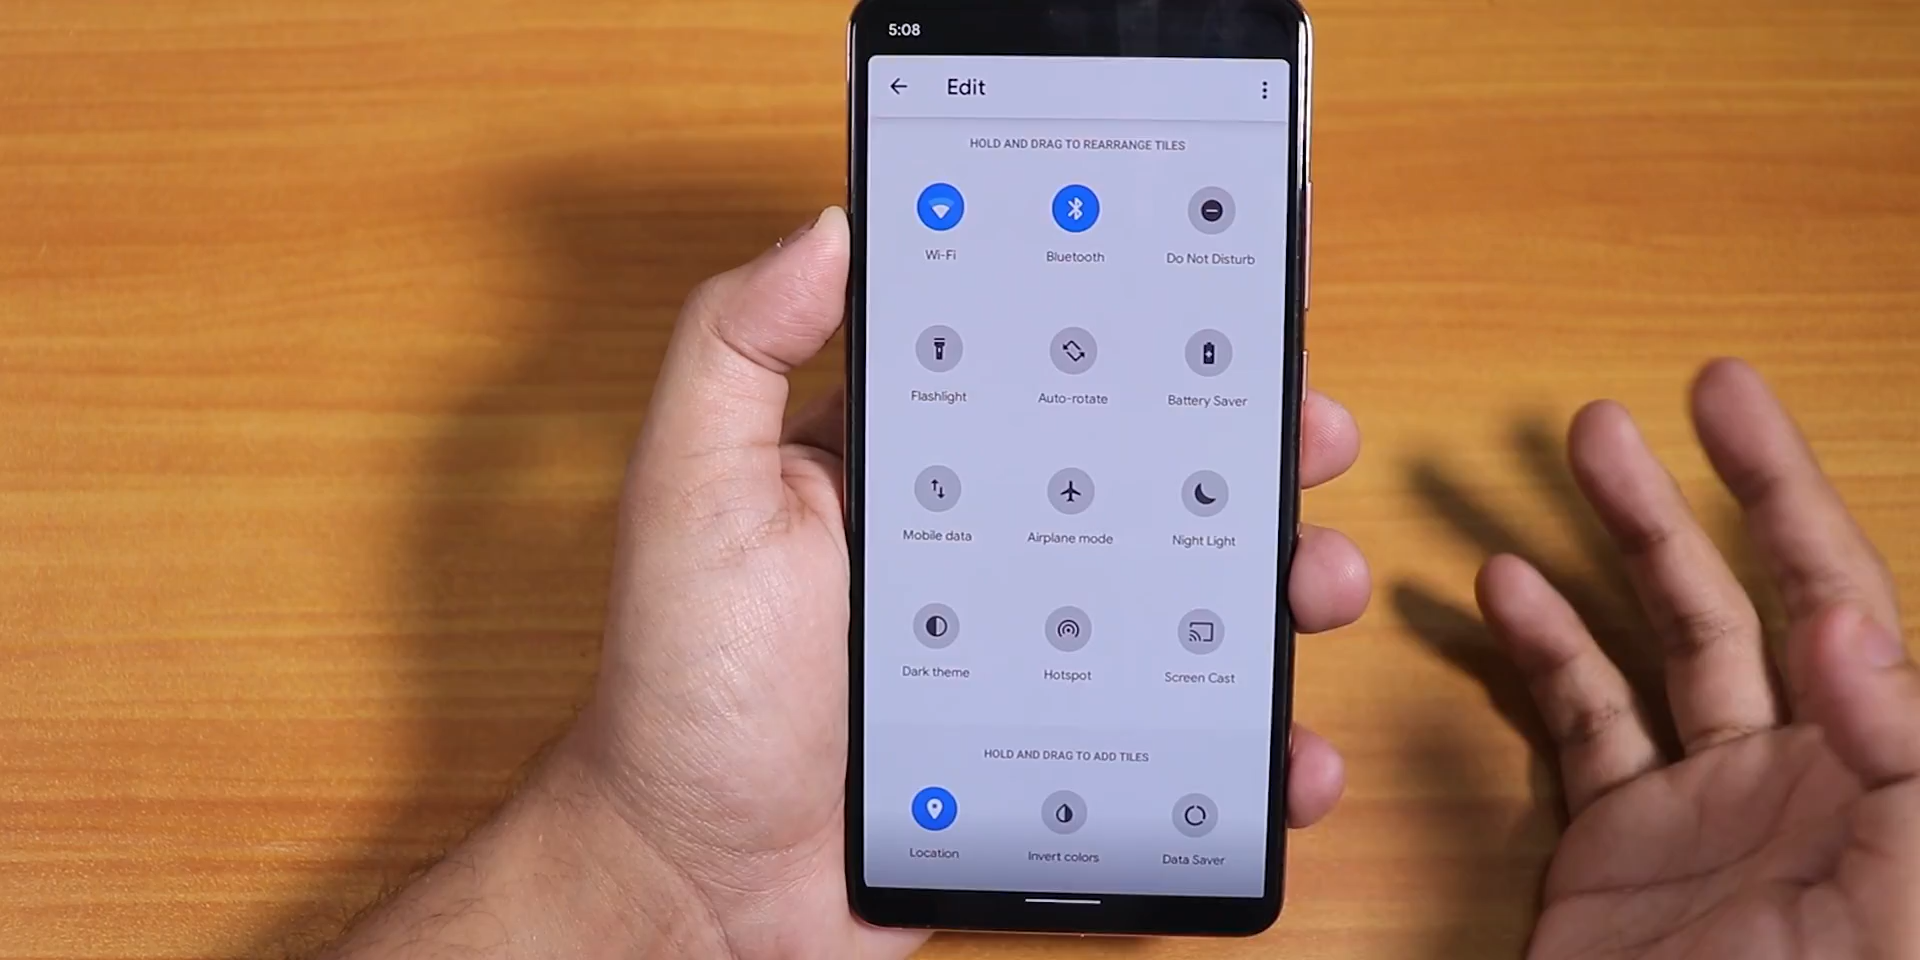 5:08
Edit
HOLD AND DRAG TO REARRANGE TILES
Wi-Fi
Bluetooth
Do Not Disturb
Flashlight
Auto-rotate
Battery Saver
Mobile data
Airplane mode
Night Light
Dark theme
Hotspot
Screen Cast
HOLD AND DRAG TO ADD TILES
Location
Invert colors
Data Saver